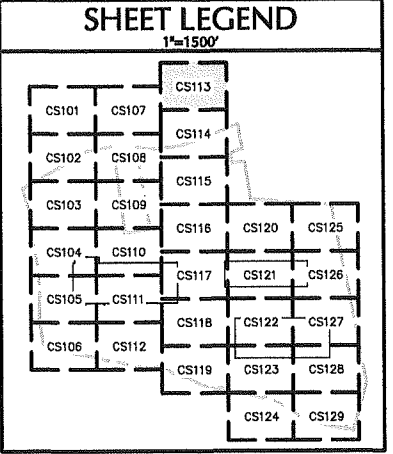 SHEET LEGEND
1"=1500'
CS113
CS101 CS107
CS114
CS102 CS108
CS115
CS103 CS109
CS116 CS120 CS125
CS104 CS110
CS117 CS121 CS126
CS105 CS111
CS118 CS122 CS127
CS106 CS112
CS119 CS123 CS128
CS124 CS129